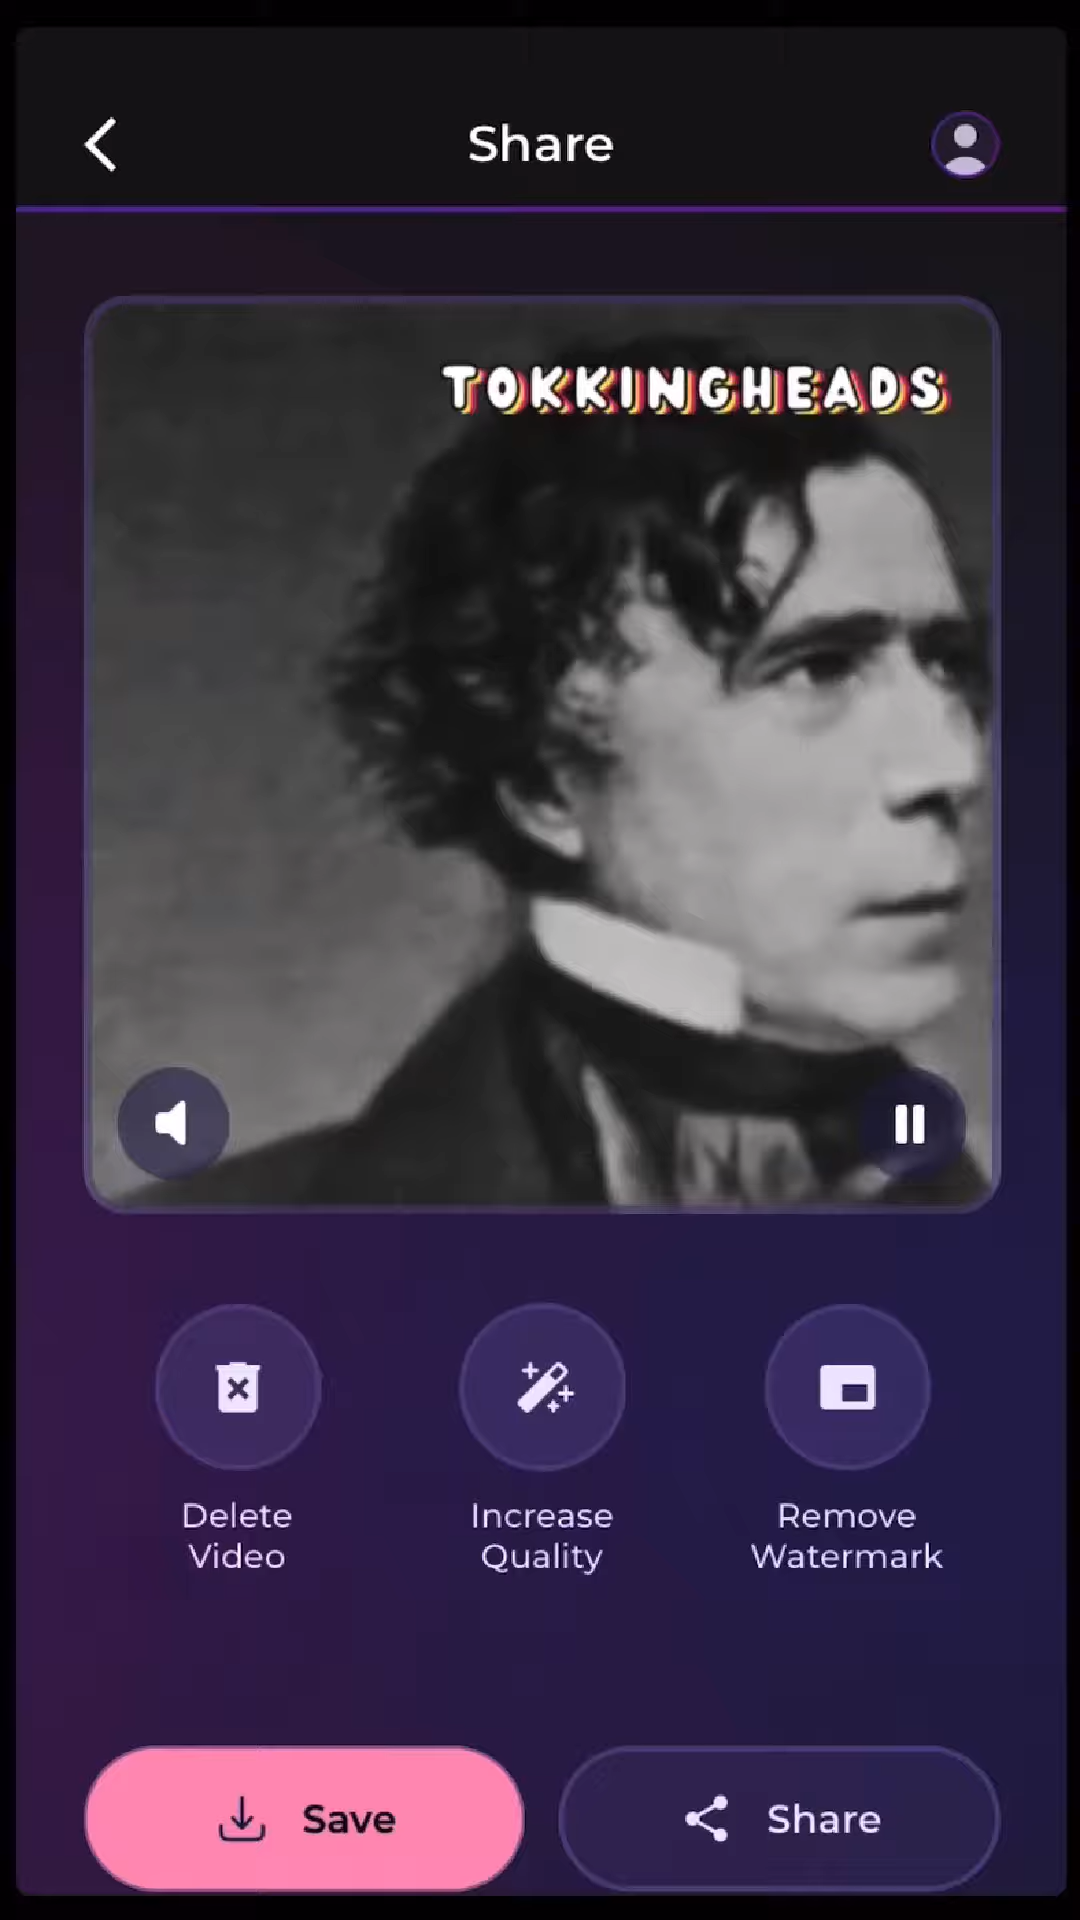 Share
TOKKINGHEADS
Delete
Video
Increase
Quality
Remove
Watermark
Save
Share